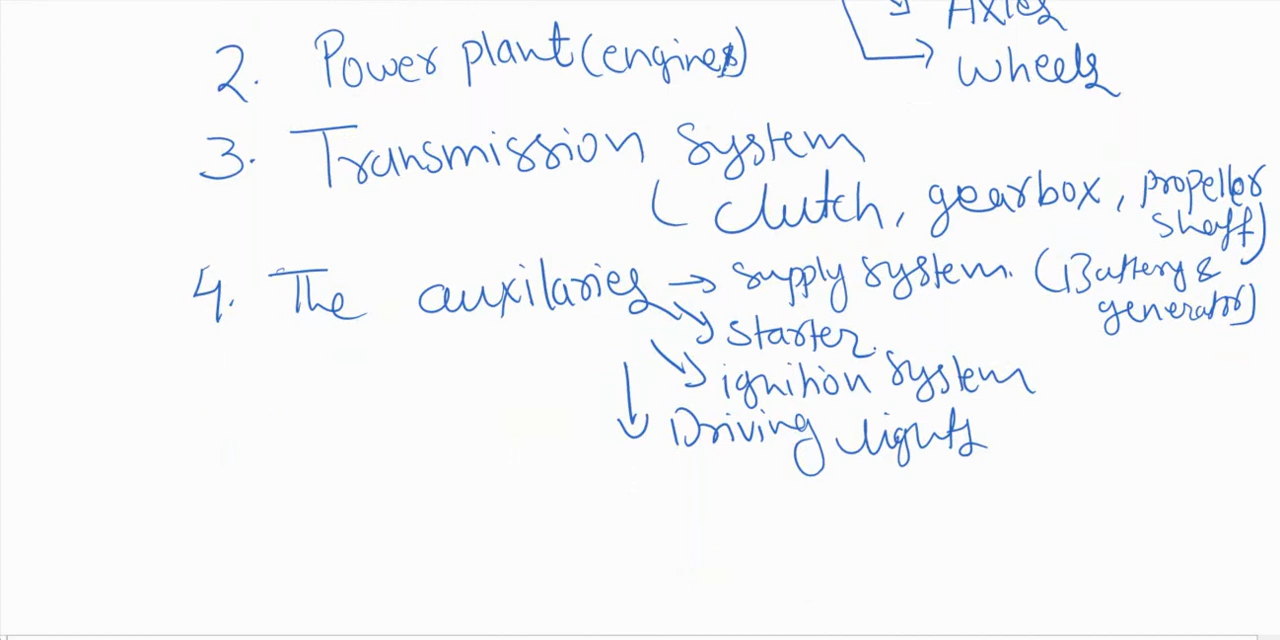 Axles
2. Power plant (engine)
wheels
3. Transmission system
( clutch, gearbox, propeller
shaft)
4. The auxilaries → supply system. (Battery &
generator)
starter.
ignition system
Driving lights